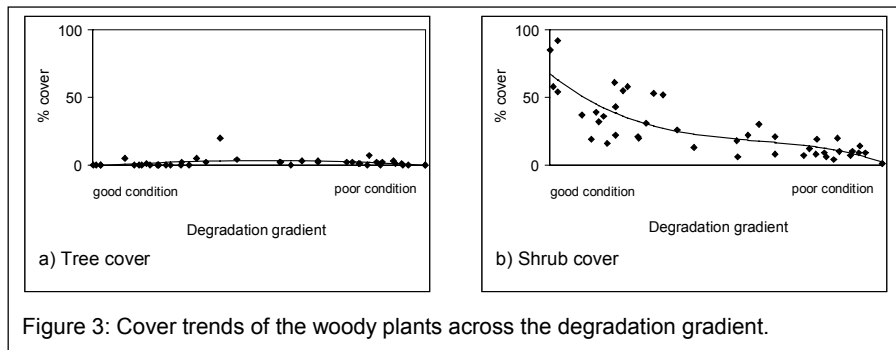 100
50
0
% cover
good condition
poor condition
Degradation gradient
a) Tree cover
100
50
0
% cover
good condition
poor condition
Degradation gradient
b) Shrub cover
Figure 3: Cover trends of the woody plants across the degradation gradient.